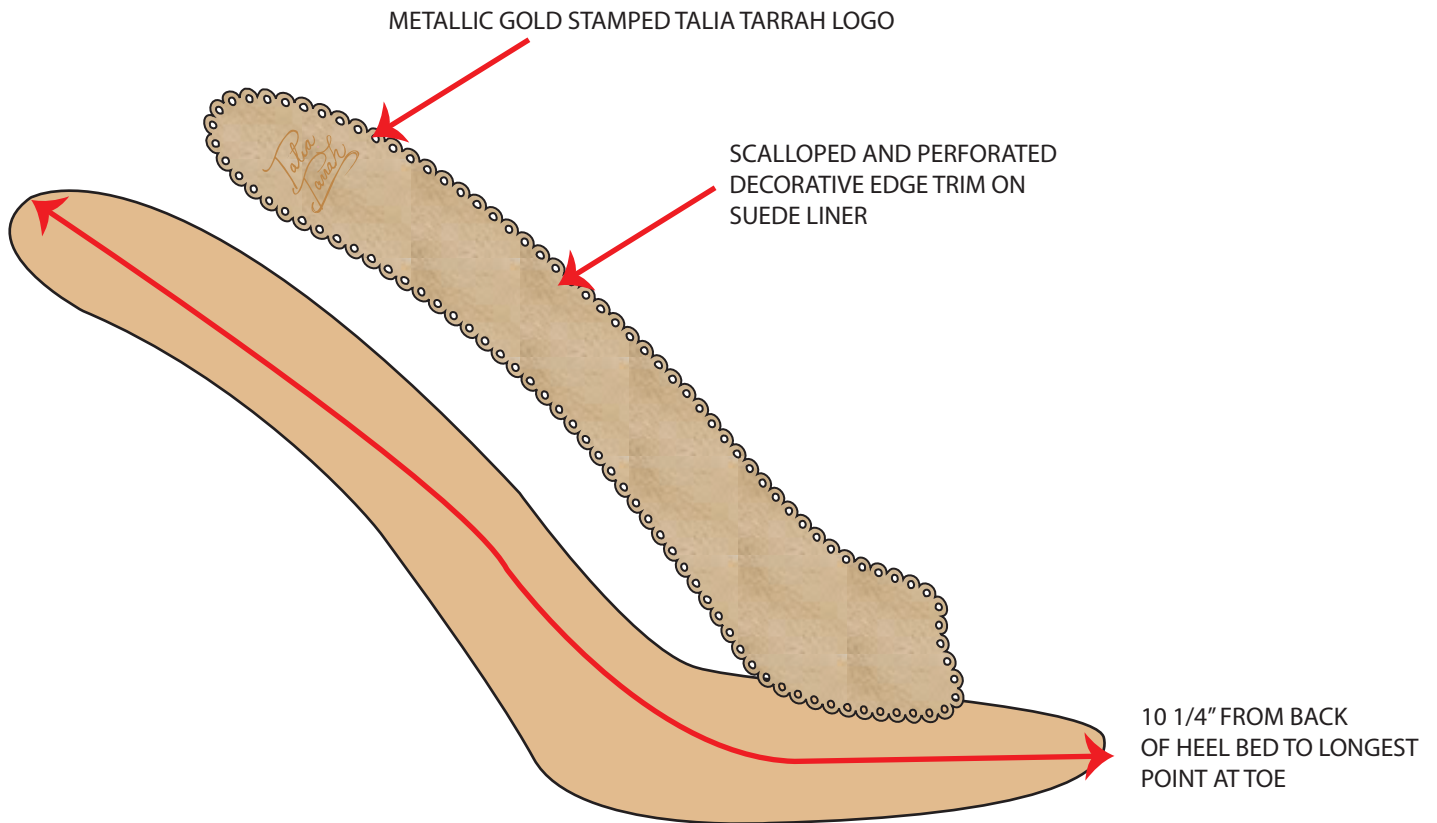 METALLIC GOLD STAMPED TALIA TARRAH LOGO
Talia
Tarrah
SCALLOPED AND PERFORATED
DECORATIVE EDGE TRIM ON
SUEDE LINER
10 1/4” FROM BACK
OF HEEL BED TO LONGEST
POINT AT TOE